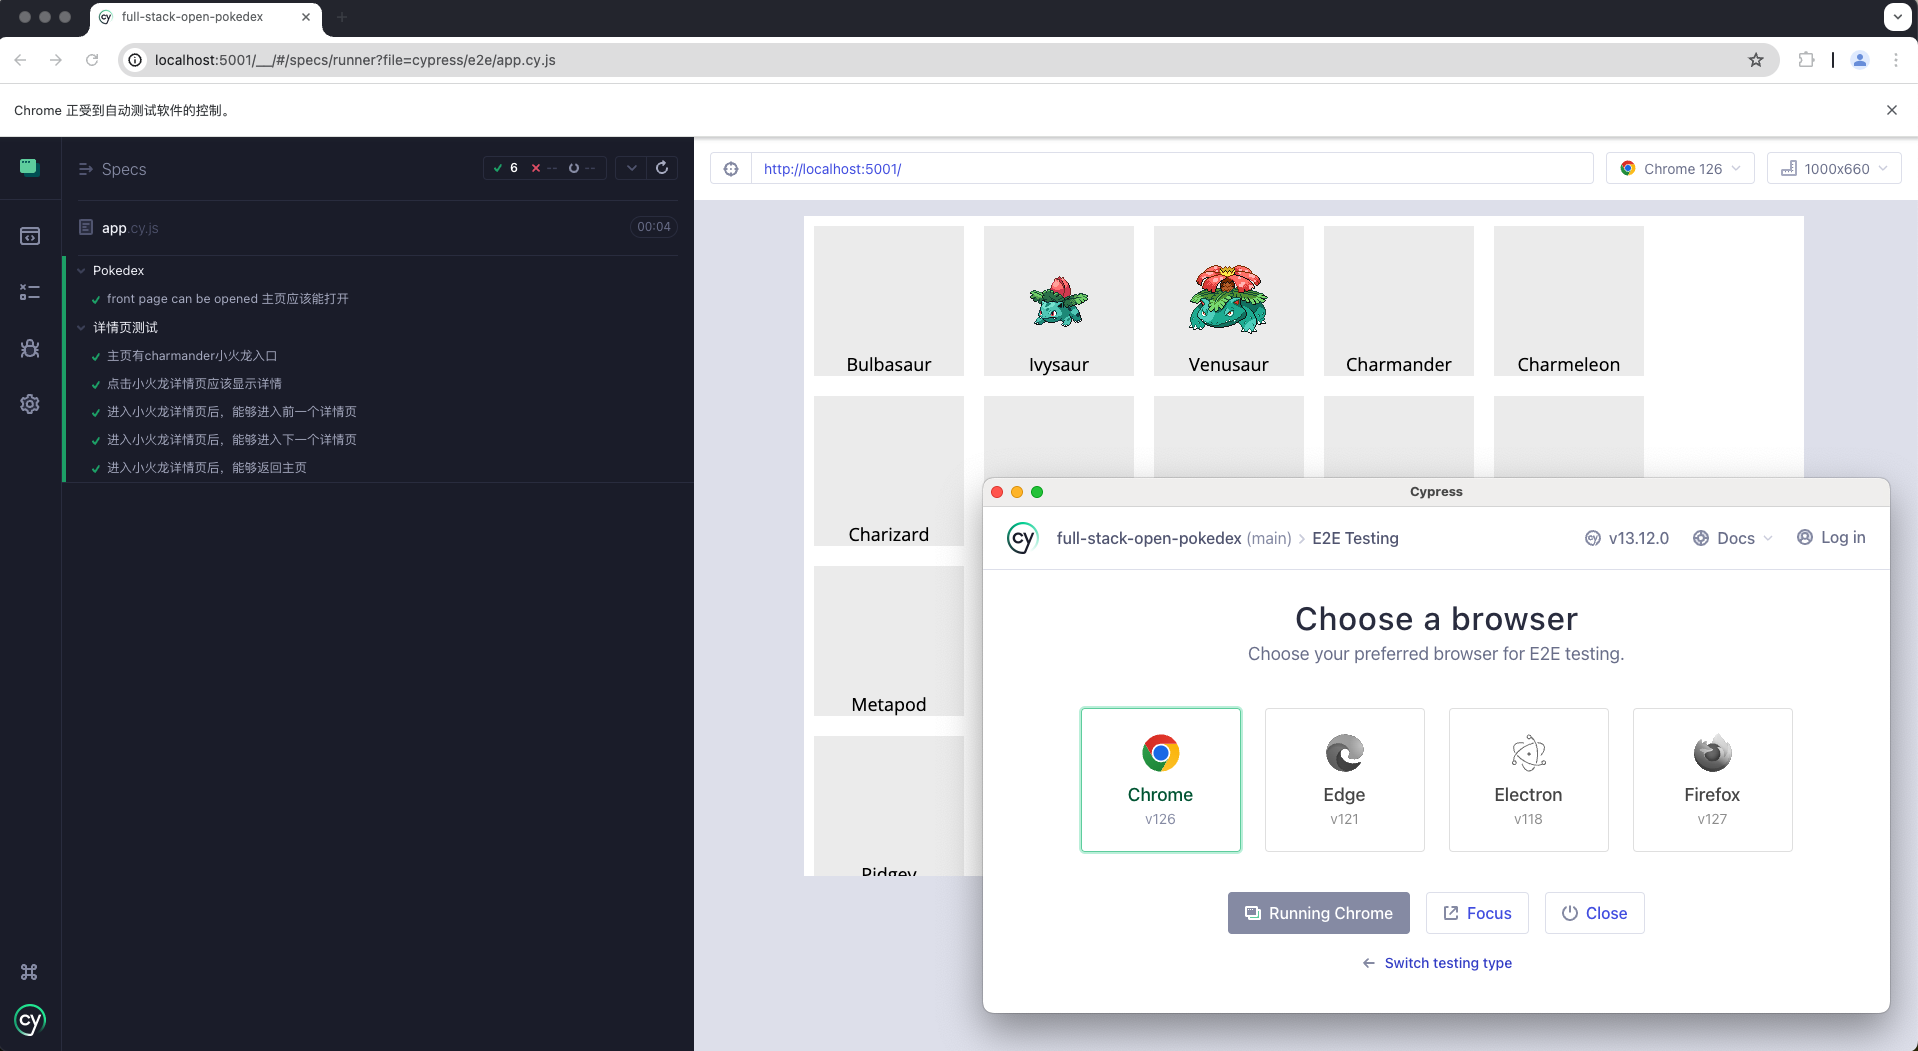 full-stack-open-pokedex
localhost:5001/__/#/specs/runner?file=cypress/e2e/app.cy.js
Chrome 正受到自动测试软件的控制。
Specs
6 -- --
app.cy.js
00:04
Pokedex
front page can be opened 主页应该能打开
详情页测试
主页有charmander小火龙入口
点击小火龙详情页应该显示详情
进入小火龙详情页后，能够进入前一个详情页
进入小火龙详情页后，能够进入下一个详情页
进入小火龙详情页后，能够返回主页
cy
http://localhost:5001/
Chrome 126
1000x660
Bulbasaur
Ivysaur
Venusaur
Charmander
Charmeleon
Charizard
Metapod
Pidgey
Cypress
cy
full-stack-open-pokedex (main) > E2E Testing
v13.12.0
Docs
Log in
Choose a browser
Choose your preferred browser for E2E testing.
Chrome
v126
Edge
v121
Electron
v118
Firefox
v127
Running Chrome
Focus
Close
Switch testing type